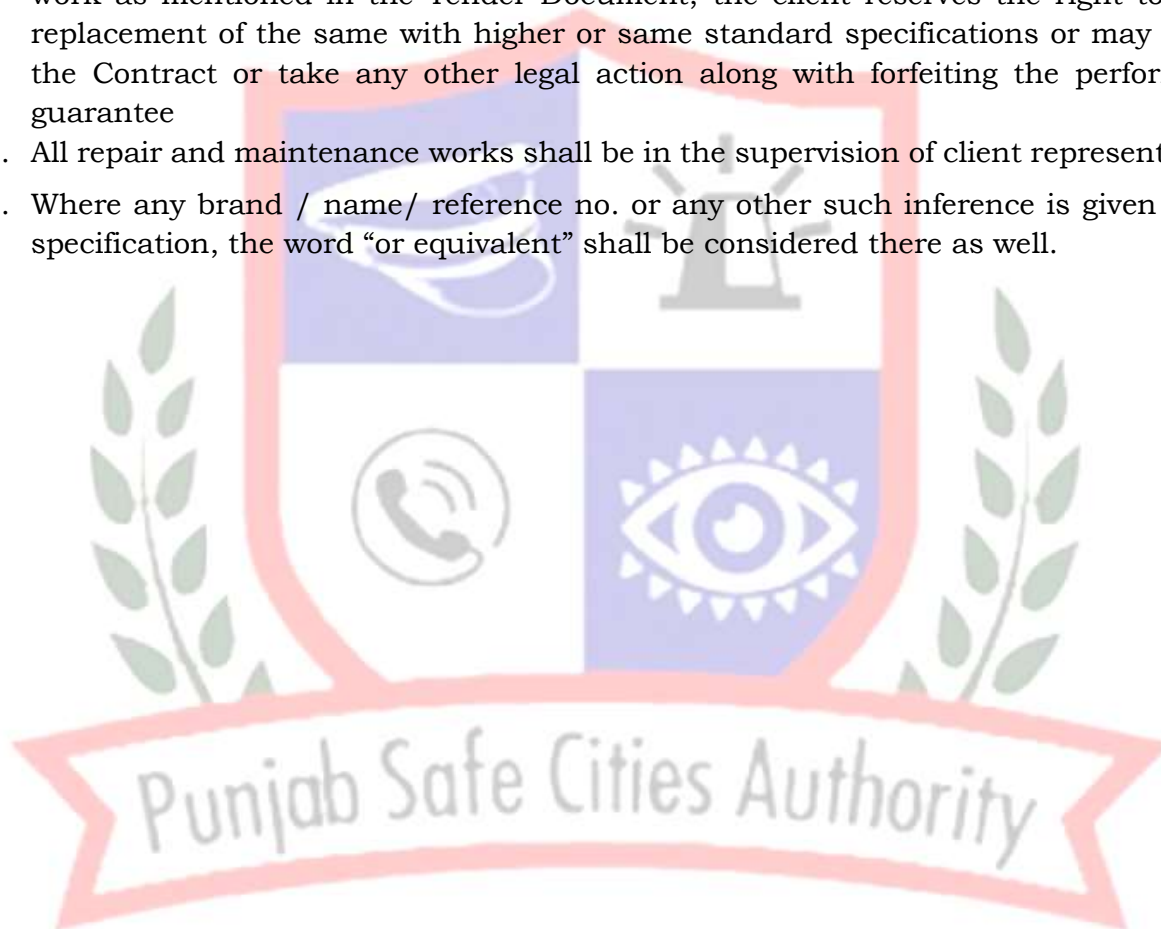 work as mentioned in the Tender Document, the client reserves the right to
replacement of the same with higher or same standard specifications or may
the Contract or take any other legal action along with forfeiting the perfor
guarantee
. All repair and maintenance works shall be in the supervision of client represent
. Where any brand / name/ reference no. or any other such inference is given
specification, the word “or equivalent” shall be considered there as well.
Punjab Safe Cities Authority